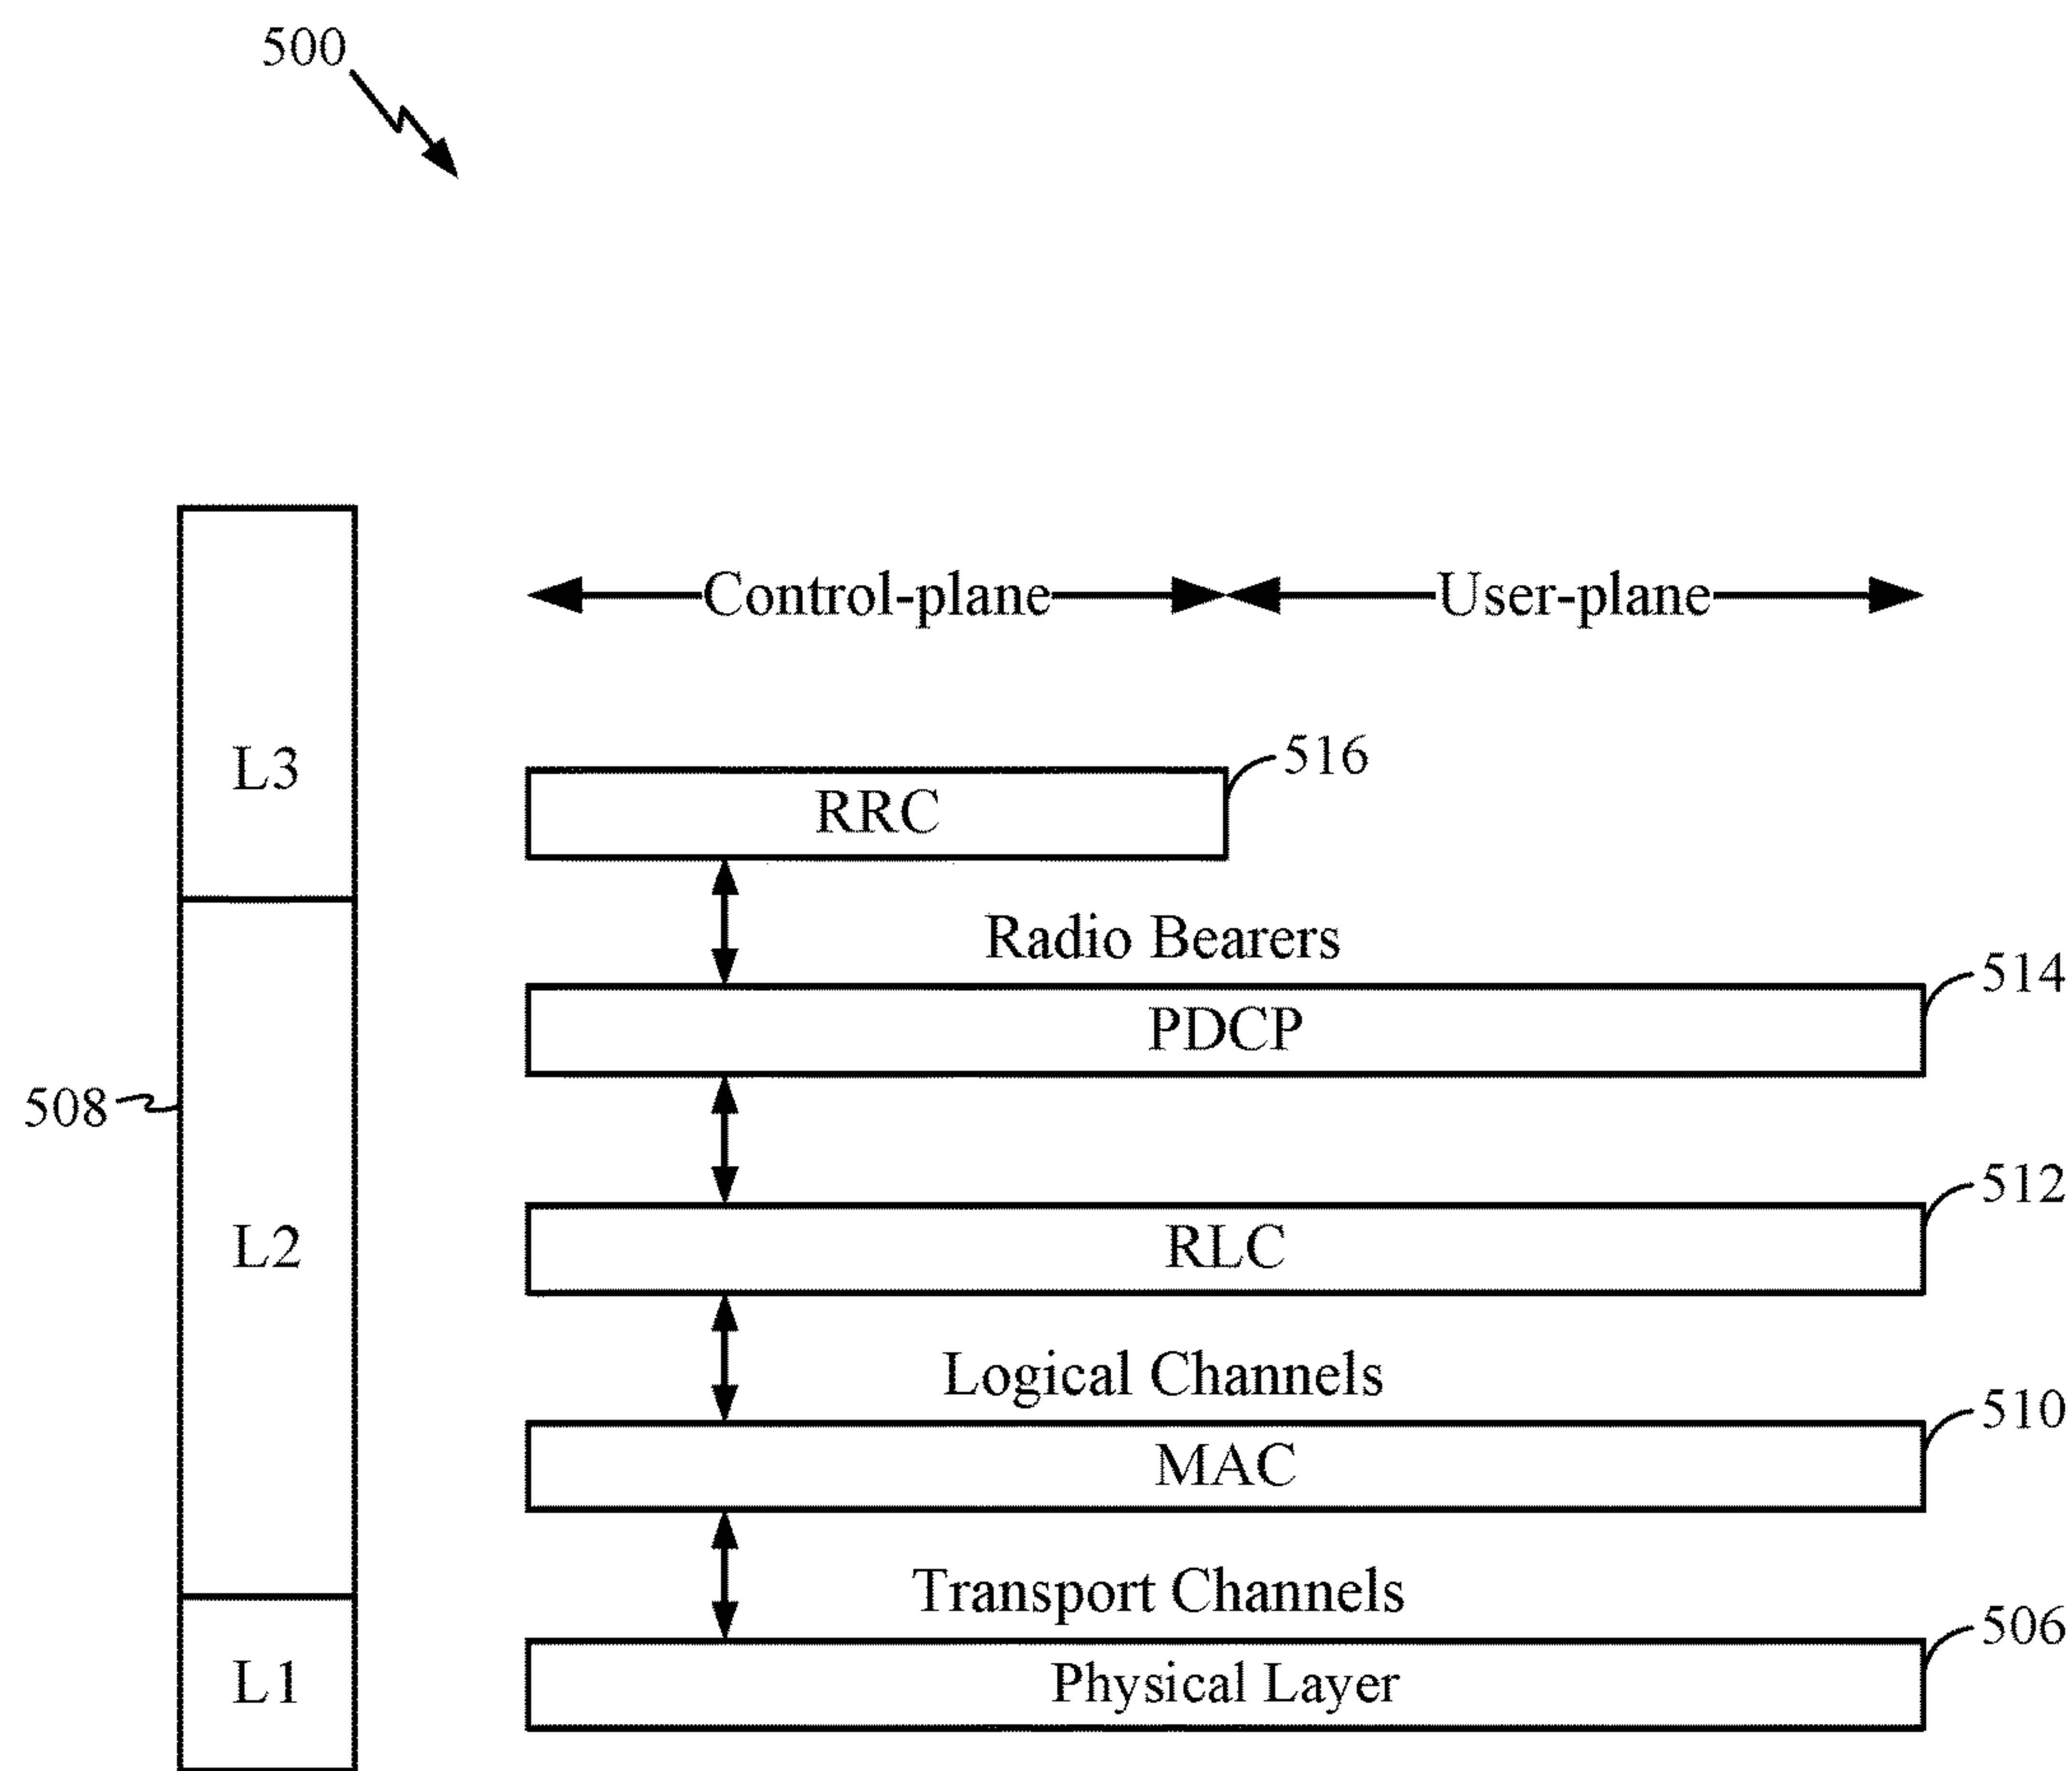 500
Control-plane User-plane
L3
516
RRC
Radio Bearers
514
PDCP
508
512
L2
RLC
Logical Channels
510
MAC
Transport Channels
506
L1
Physical Layer